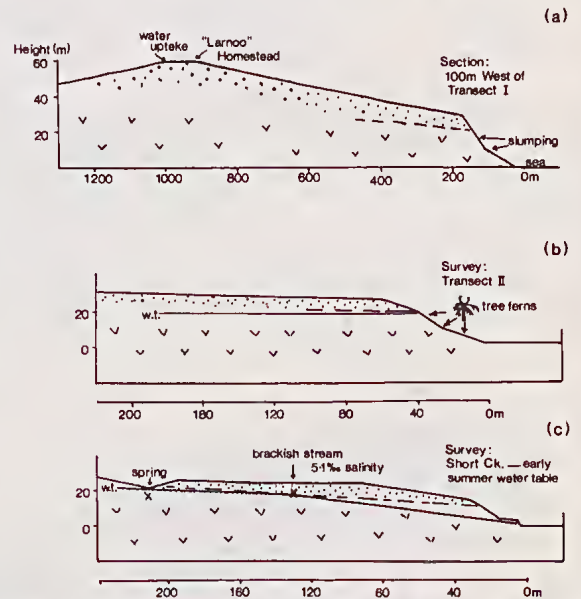 (a)
Height (m)
water
upteke
"Larnoo"
Homestead
Section:
100m West of
Transect I
60
40
20
slumping
sea
1200 1000 800 600 400 200 0m
(b)
Survey:
Transect II
w.t.
20
0
tree ferns
220 200 160 120 80 40 0m
(c)
spring
brackish stream
5·1‰ salinity
Survey:
Short Ck. — early
summer water table
w.t.
20
0
200 160 120 80 40 0m